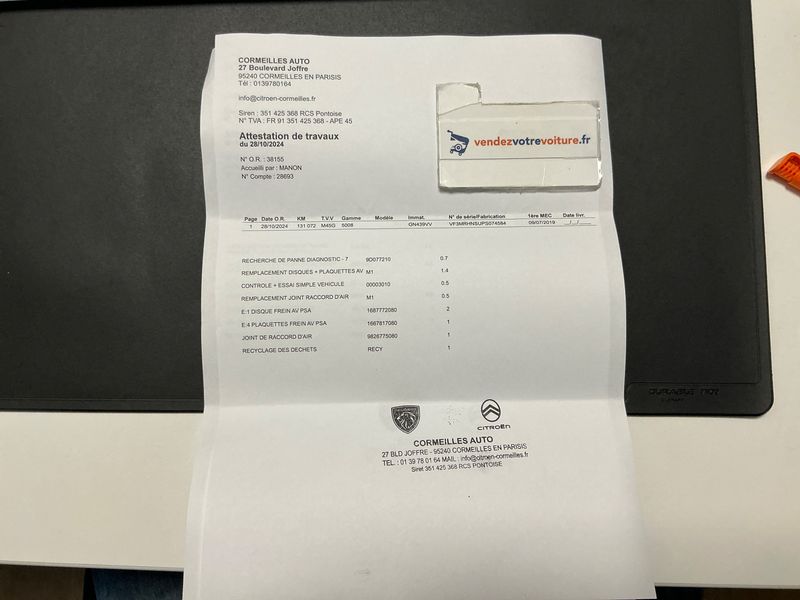 CORMEILLES AUTO
27 Boulevard Joffre
95240 CORMEILLES EN PARISIS
Tél : 0139780164
info@citroen-cormeilles.fr
Siren : 351 425 368 RCS Pontoise
N° TVA : FR 91 351 425 368 - APE 45
Attestation de travaux
du 28/10/2024
N° O.R. : 38155
Accueilli par : MANON
N° Compte : 28693
vendezvotrevoiture.fr
Page Date O.R. KM T.V.V Gamme Modèle Immat. N° de série/Fabrication 1ère MEC Date livr.
1 28/10/2024 131 072 M45G 5008 GN439VV VF3MRHNSUPS074584 09/07/2019 _/_/____
RECHERCHE DE PANNE DIAGNOSTIC - 7 9D077210 0.7
REMPLACEMENT DISQUES + PLAQUETTES AV M1 1.4
CONTROLE + ESSAI SIMPLE VEHICULE 00003010 0.5
REMPLACEMENT JOINT RACCORD D'AIR M1 0.5
E:1 DISQUE FREIN AV PSA 1687772080 2
E:4 PLAQUETTES FREIN AV PSA 1667817080 1
JOINT DE RACCORD D'AIR 9826775080 1
RECYCLAGE DES DECHETS RECY 1
CITROËN
CORMEILLES AUTO
27 BLD JOFFRE - 95240 CORMEILLES EN PARISIS
TEL. : 01 39 78 01 64 MAIL : info@citroen-cormeilles.fr
Siret 351 425 368 RCS PONTOISE